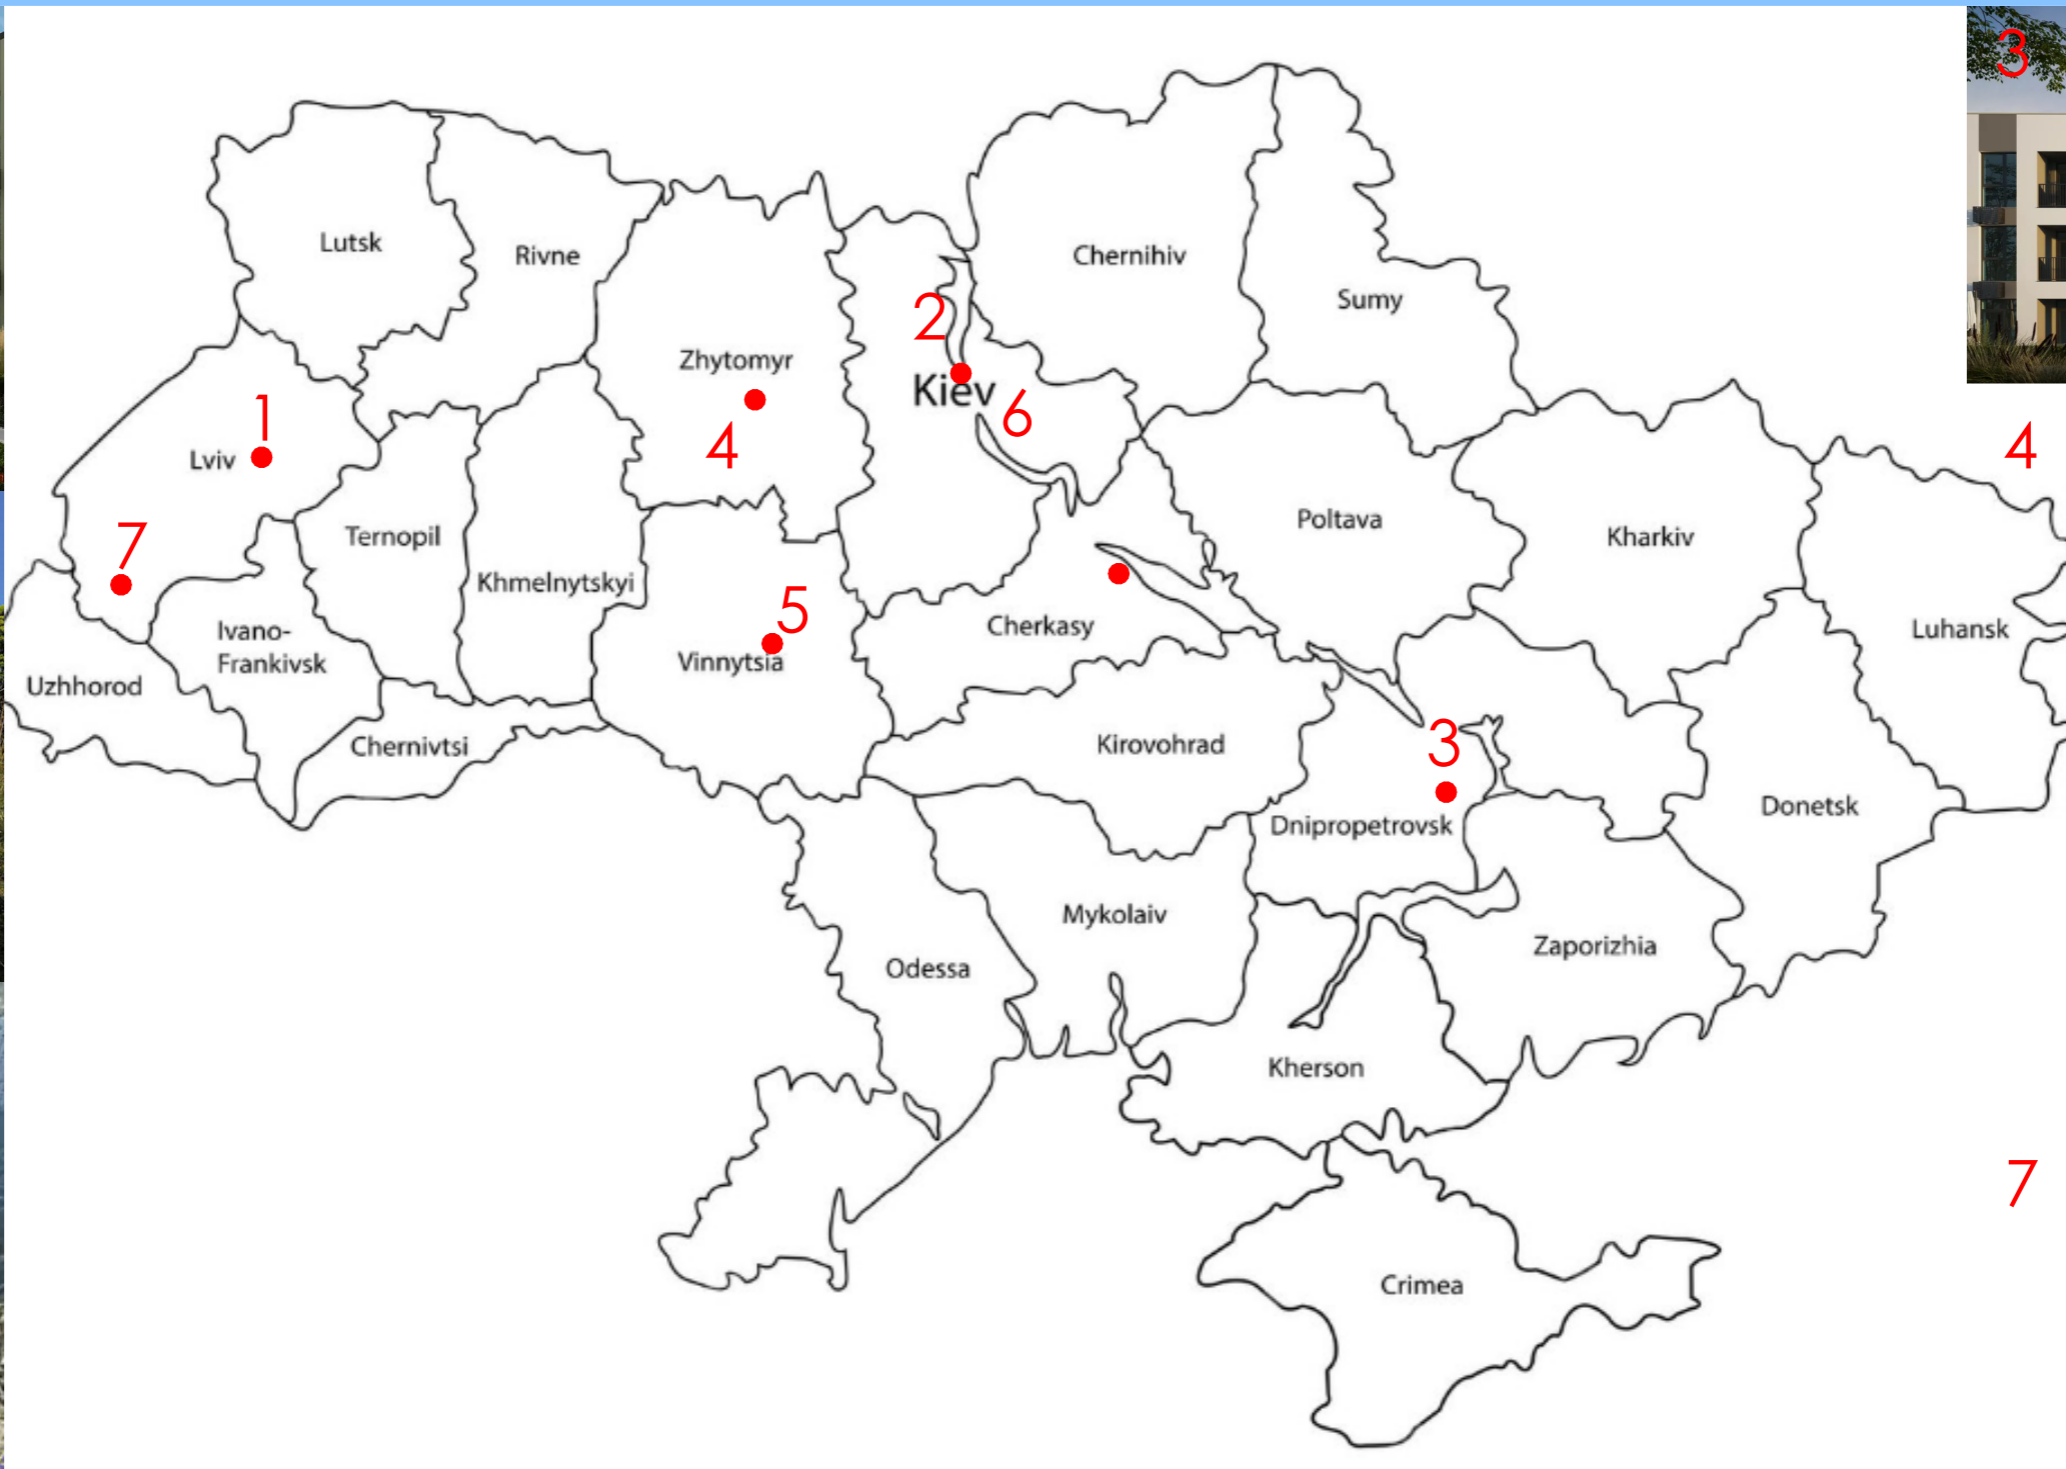 3
Lutsk
Rivne
Chernihiv
Sumy
2
Zhytomyr
Kiev
6
1
4
4
Lviv
7
Ternopil
Poltava
Kharkiv
Khmelnytskyi
5
Ivano-
Frankivsk
Cherkasy
Luhansk
Vinnytsia
Uzhhorod
Chernivtsi
Kirovohrad
3
Donetsk
Dnipropetrovsk
Mykolaiv
Zaporizhia
Odessa
Kherson
7
Crimea